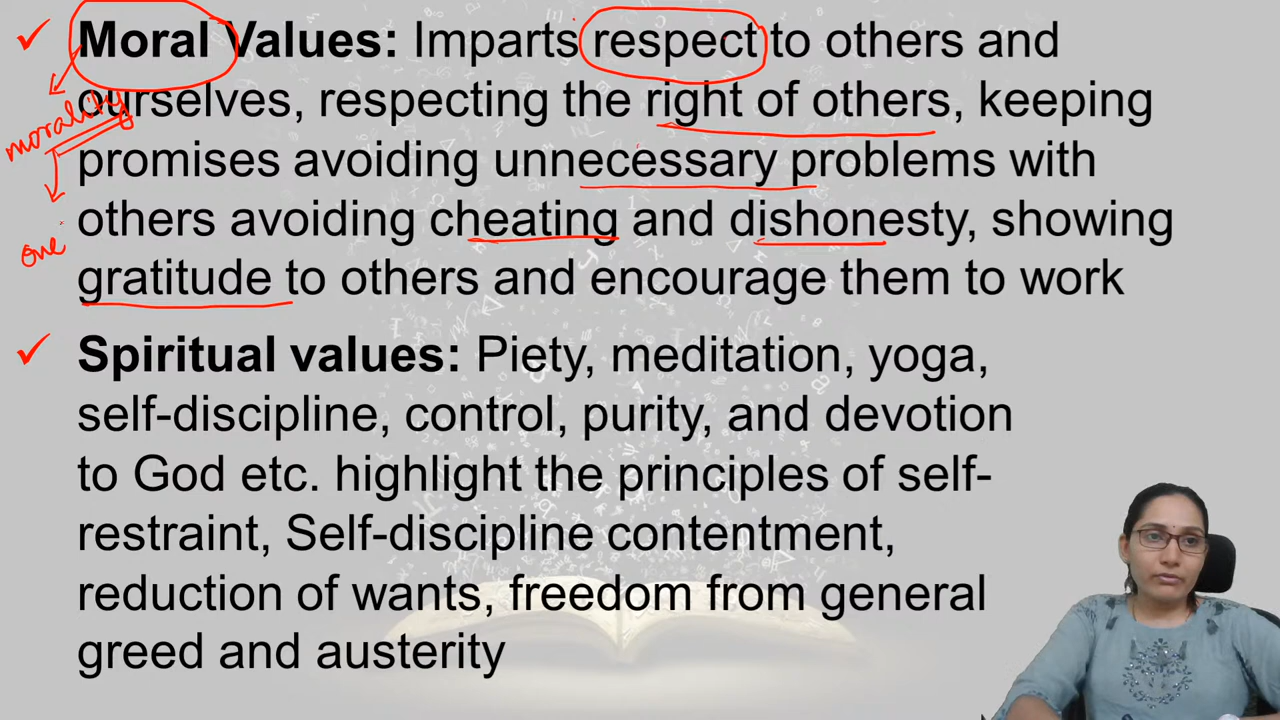 ✓ Moral Values: Imparts respect to others and
ourselves, respecting the right of others, keeping
morality
promises avoiding unnecessary problems with
others avoiding cheating and dishonesty, showing
one
gratitude to others and encourage them to work
✓ Spiritual values: Piety, meditation, yoga,
self-discipline, control, purity, and devotion
to God etc. highlight the principles of self-
restraint, Self-discipline contentment,
reduction of wants, freedom from general
greed and austerity